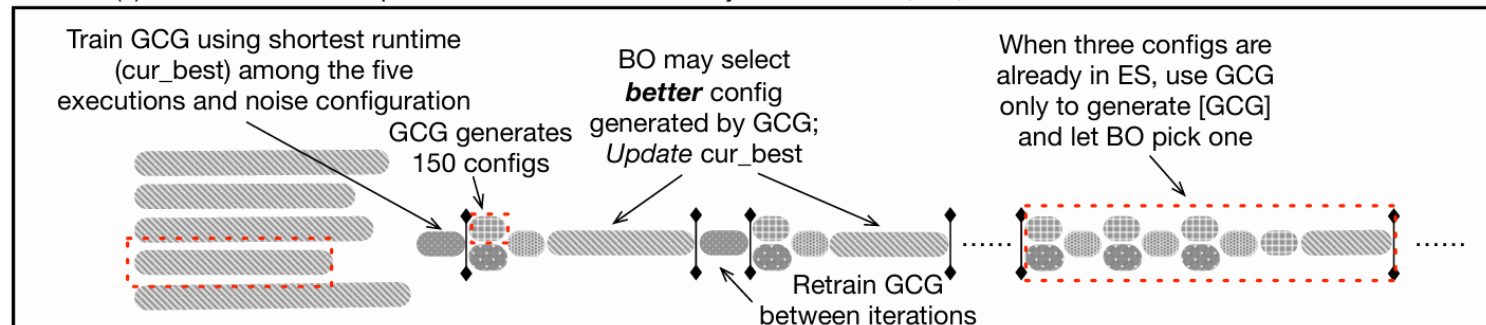 Train GCG using shortest runtime
(cur_best) among the five
executions and noise configuration
GCG generates
150 configs
BO may select
better config
generated by GCG;
Update cur_best
When three configs are
already in ES, use GCG
only to generate [GCG]
and let BO pick one
......
......
Retrain GCG
between iterations